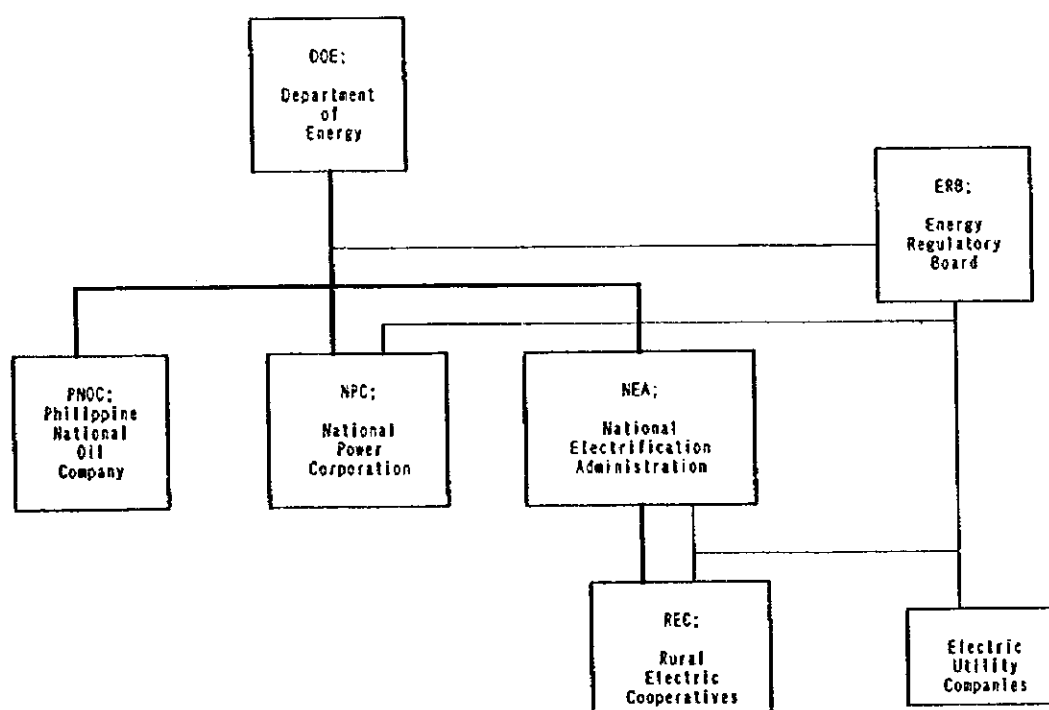 DOE;
Department
of
Energy
ERB;
Energy
Regulatory
Board
PNOC;
Philippine
National
Oil
Company
NPC;
National
Power
Corporation
NEA;
National
Electrification
Administration
REC;
Rural
Electric
Cooperatives
Electric
Utility
Companies